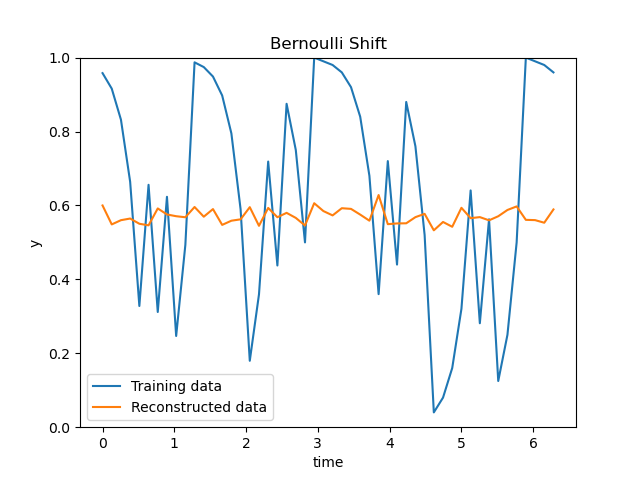 Bernoulli Shift
1.0
0.8
0.6
0.4
0.2
0.0
y
Training data
Reconstructed data
0 1 2 3 4 5 6
time